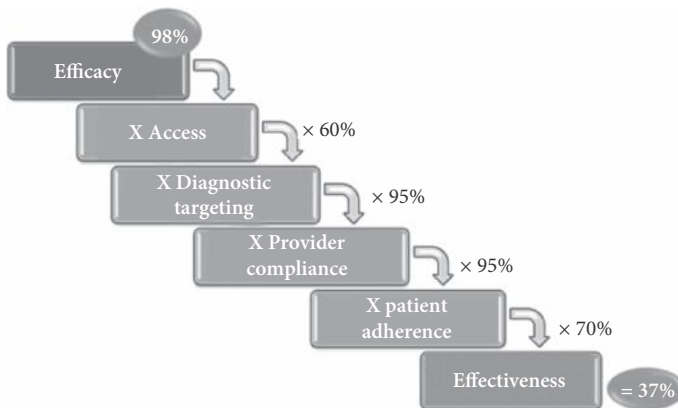 98%
Efficacy
X Access
× 60%
X Diagnostic
targeting
× 95%
X Provider
compliance
× 95%
X patient
adherence
× 70%
Effectiveness
= 37%